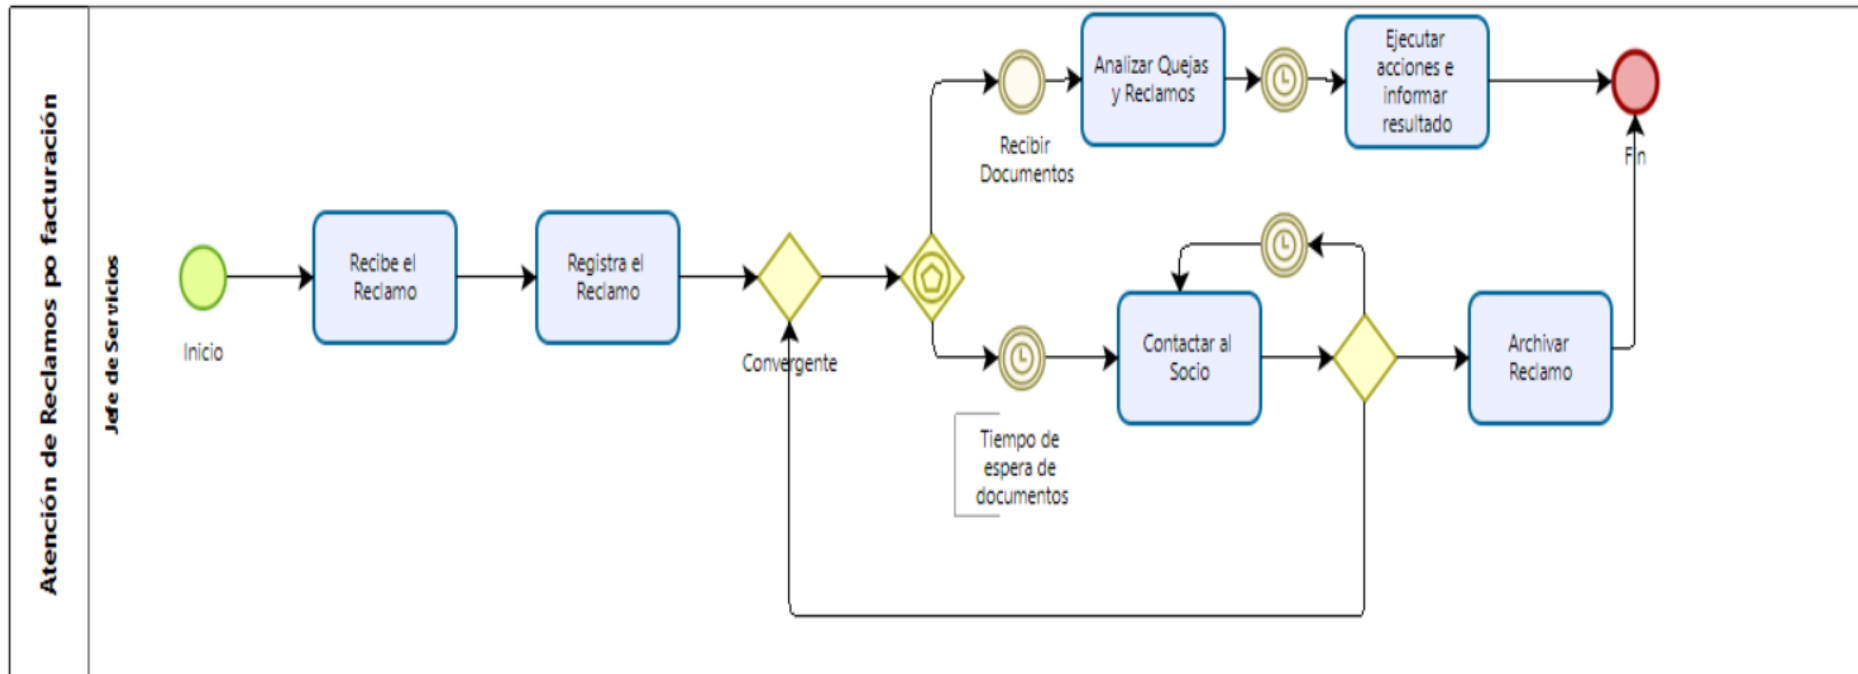 Atención de Reclamos po facturación
Jefe de Servicios
Inicio
Recibe el
Reclamo
Registra el
Reclamo
Convergente
Recibir
Documentos
Analizar Quejas
y Reclamos
Ejecutar
acciones e
informar
resultado
Fin
Tiempo de
espera de
documentos
Contactar al
Socio
Archivar
Reclamo